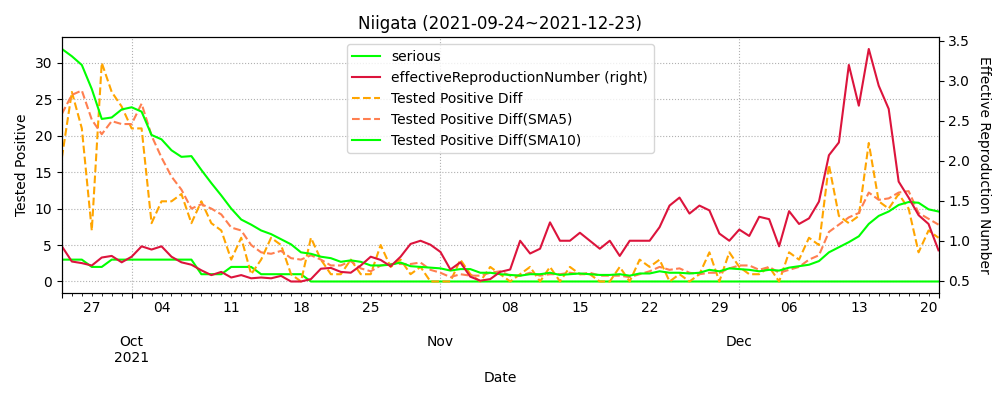 Niigata (2021-09-24~2021-12-23)
serious
effectiveReproductionNumber (right)
Tested Positive Diff
Tested Positive Diff(SMA5)
Tested Positive Diff(SMA10)
Tested Positive
30
25
20
15
10
5
0
Effective Reproduction Number
3.5
3.0
2.5
2.0
1.5
1.0
0.5
27 04 11 18 25 08 15 22 29 06 13 20
Oct Nov Dec
2021
Date